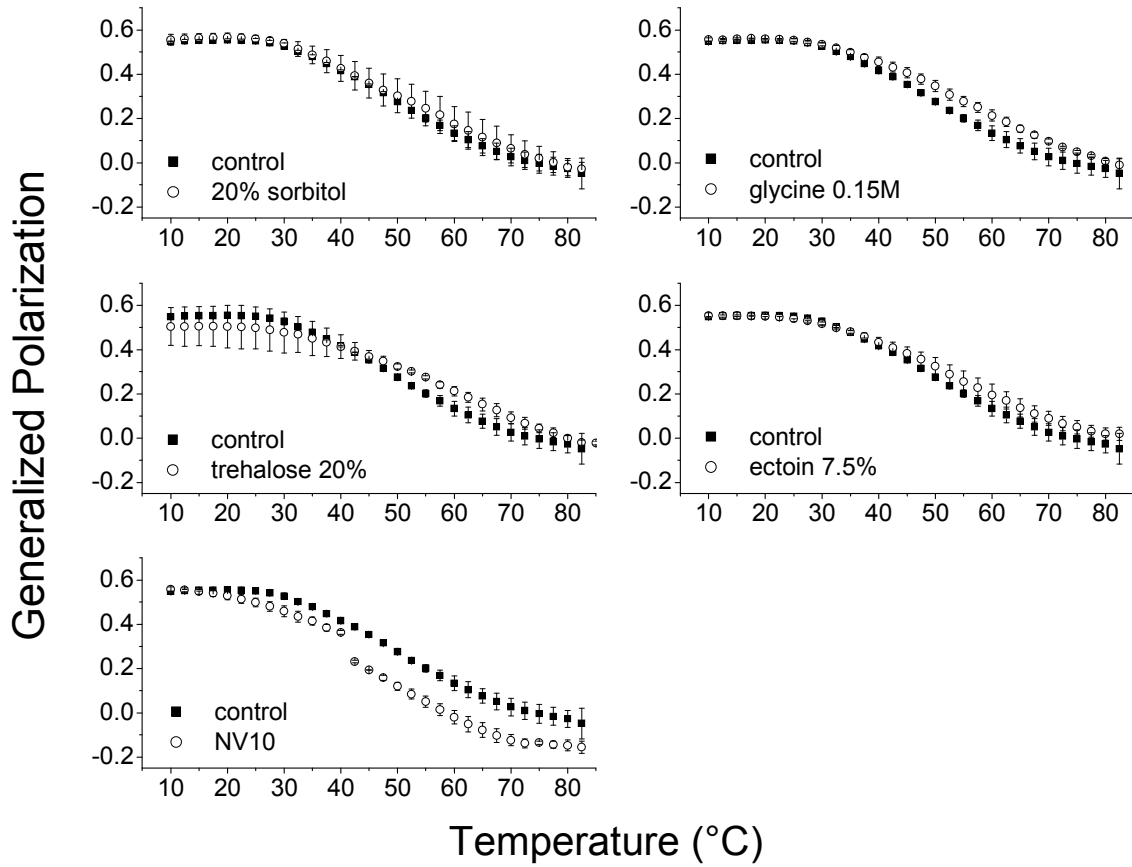 Generalized Polarization
0.6
0.4
0.2
0.0
-0.2
control
20% sorbitol
10 20 30 40 50 60 70 80
0.6
0.4
0.2
0.0
-0.2
control
glycine 0.15M
10 20 30 40 50 60 70 80
0.6
0.4
0.2
0.0
-0.2
control
trehalose 20%
10 20 30 40 50 60 70 80
0.6
0.4
0.2
0.0
-0.2
control
ectoin 7.5%
10 20 30 40 50 60 70 80
0.6
0.4
0.2
0.0
-0.2
control
NV10
10 20 30 40 50 60 70 80
Temperature (°C)